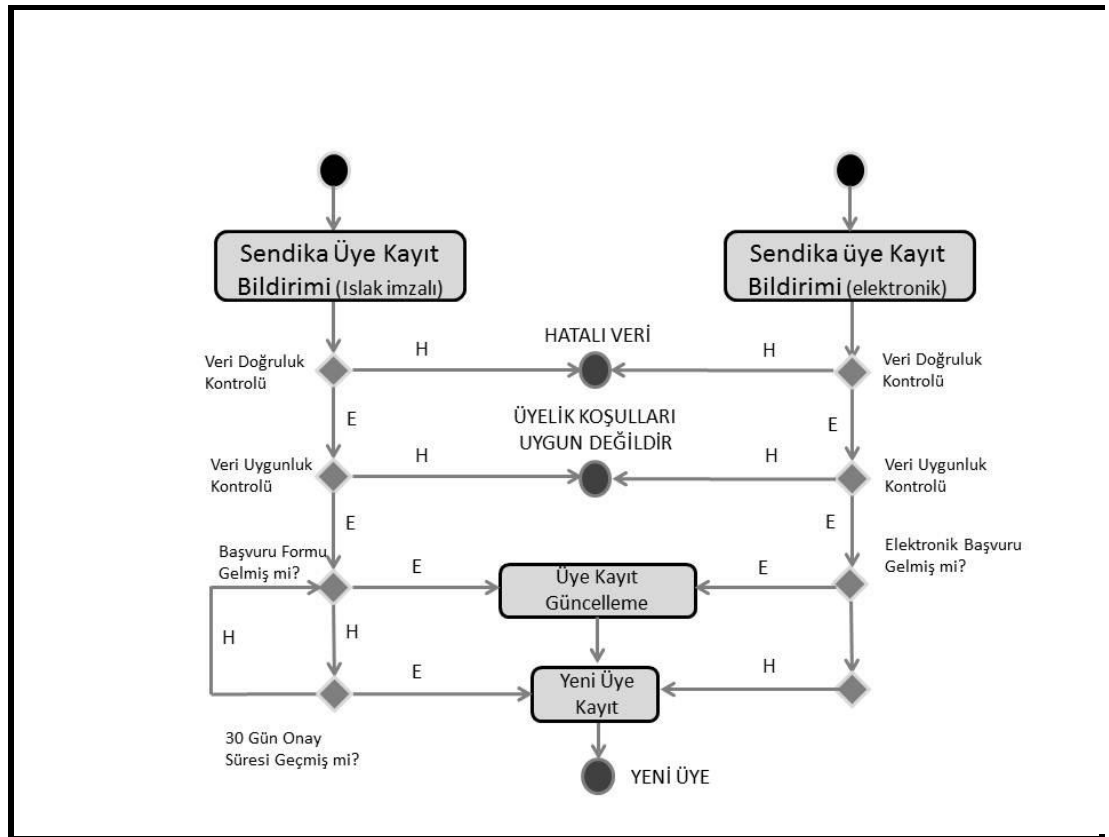 Sendika Üye Kayıt
Bildirimi (Islak imzalı)
Sendika üye Kayıt
Bildirimi (elektronik)
HATALI VERİ
H
H
Veri Doğruluk
Kontrolü
Veri Doğruluk
Kontrolü
E
E
ÜYELİK KOŞULLARI
UYGUN DEĞİLDİR
H
H
Veri Uygunluk
Kontrolü
Veri Uygunluk
Kontrolü
E
E
Başvuru Formu
Gelmiş mi?
Elektronik Başvuru
Gelmiş mi?
E
E
Üye Kayıt
Güncelleme
H
H
E
H
Yeni Üye
Kayıt
30 Gün Onay
Süresi Geçmiş mi?
YENİ ÜYE